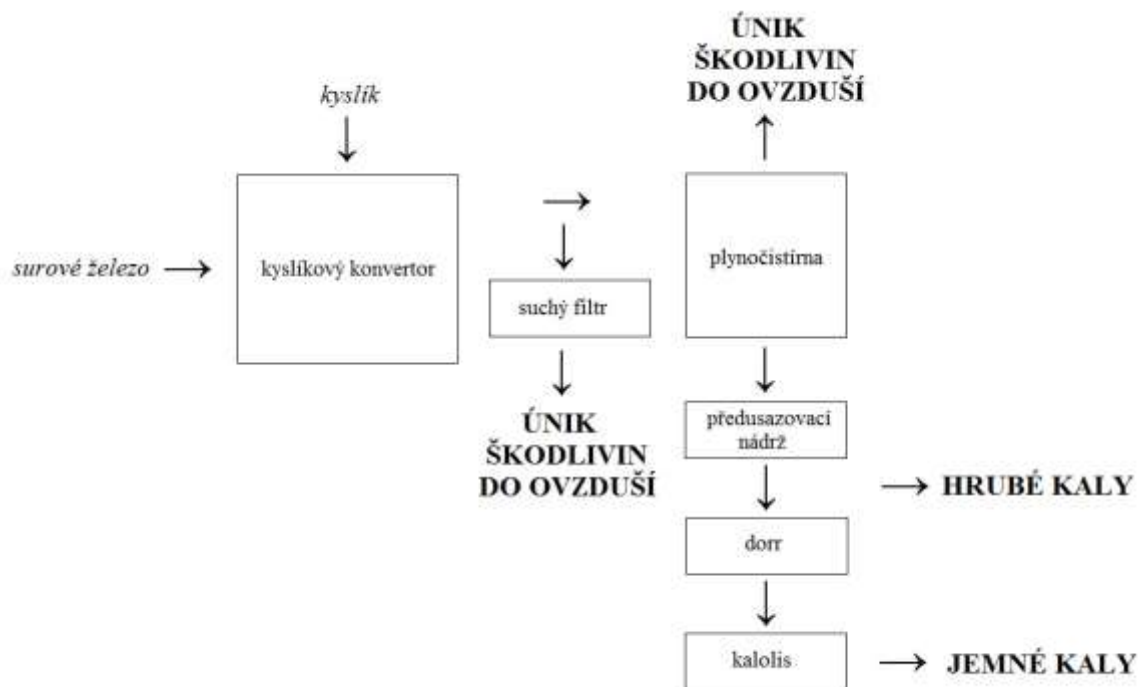 ÚNIK
ŠKODLIVIN
DO OVZDUŠÍ
kyslík
surové železo
kyslíkový konvertor
plynočistírna
suchý filtr
ÚNIK
ŠKODLIVIN
DO OVZDUŠÍ
předusazovací
nádrž
HRUBÉ KALY
dorr
kalolis
JEMNÉ KALY